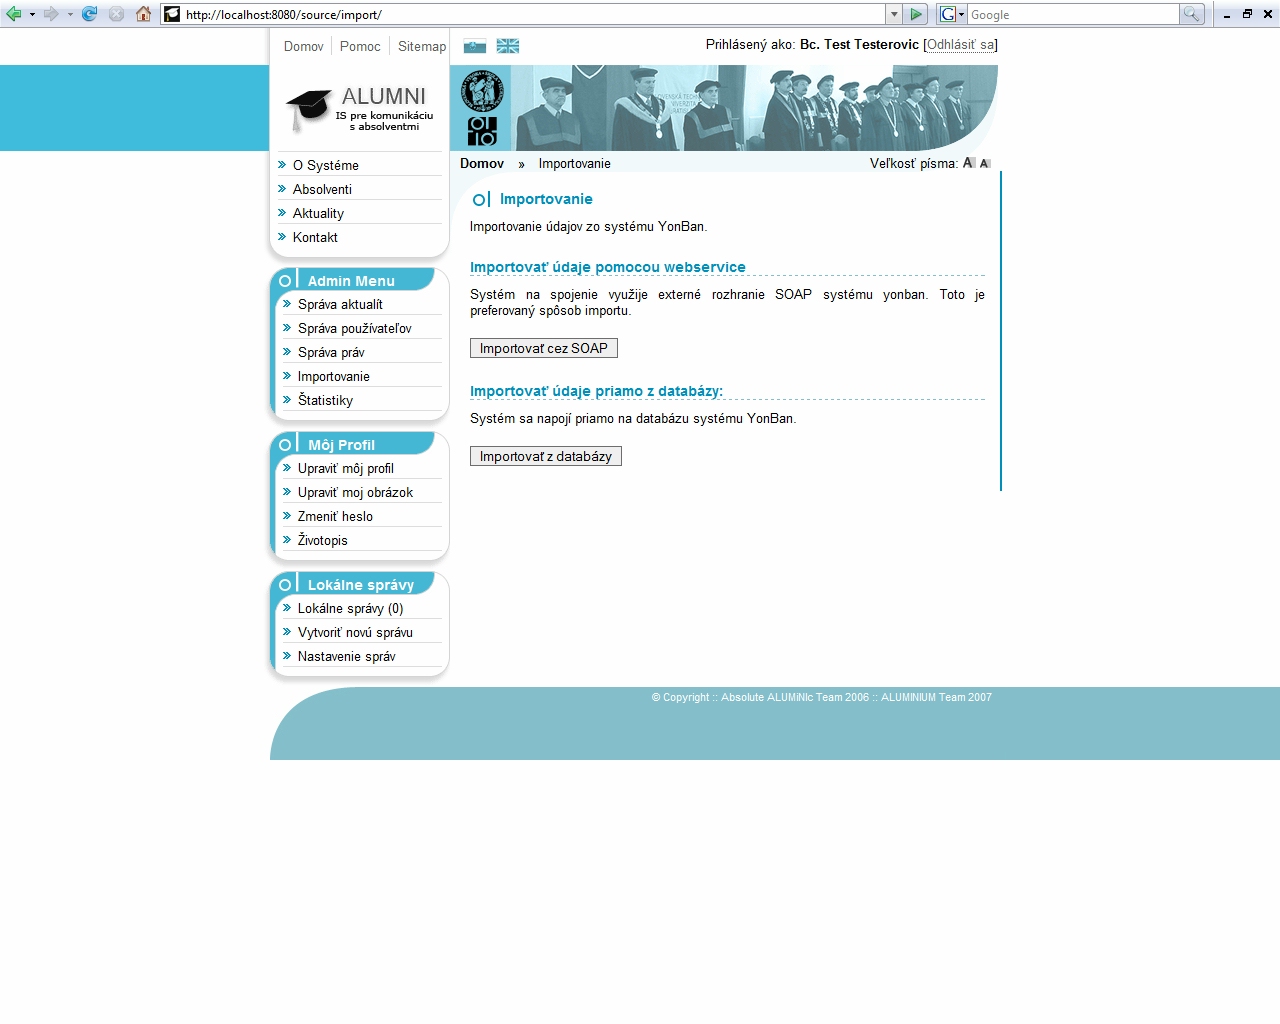 http://localhost:8080/source/import/
Google
Domov
Pomoc
Sitemap
Prihlásený ako: Bc. Test Testerovic [Odhlásiť sa]
ALUMNI
IS pre komunikáciu
s absolventmi
Domov » Importovanie
Veľkosť písma: A A
O Systéme
Absolventi
Aktuality
Kontakt
Admin Menu
Správa aktualít
Správa používateľov
Správa práv
Importovanie
Štatistiky
Môj Profil
Upraviť môj profil
Upraviť moj obrázok
Zmeniť heslo
Životopis
Lokálne správy
Lokálne správy (0)
Vytvoriť novú správu
Nastavenie správ
Importovanie
Importovanie údajov zo systému YonBan.
Importovať údaje pomocou webservice
Systém na spojenie využije externé rozhranie SOAP systému yonban. Toto je
preferovaný spôsob importu.
Importovať cez SOAP
Importovať údaje priamo z databázy:
Systém sa napojí priamo na databázu systému YonBan.
Importovať z databázy
© Copyright :: Absolute ALUMiNIc Team 2006 :: ALUMINIUM Team 2007